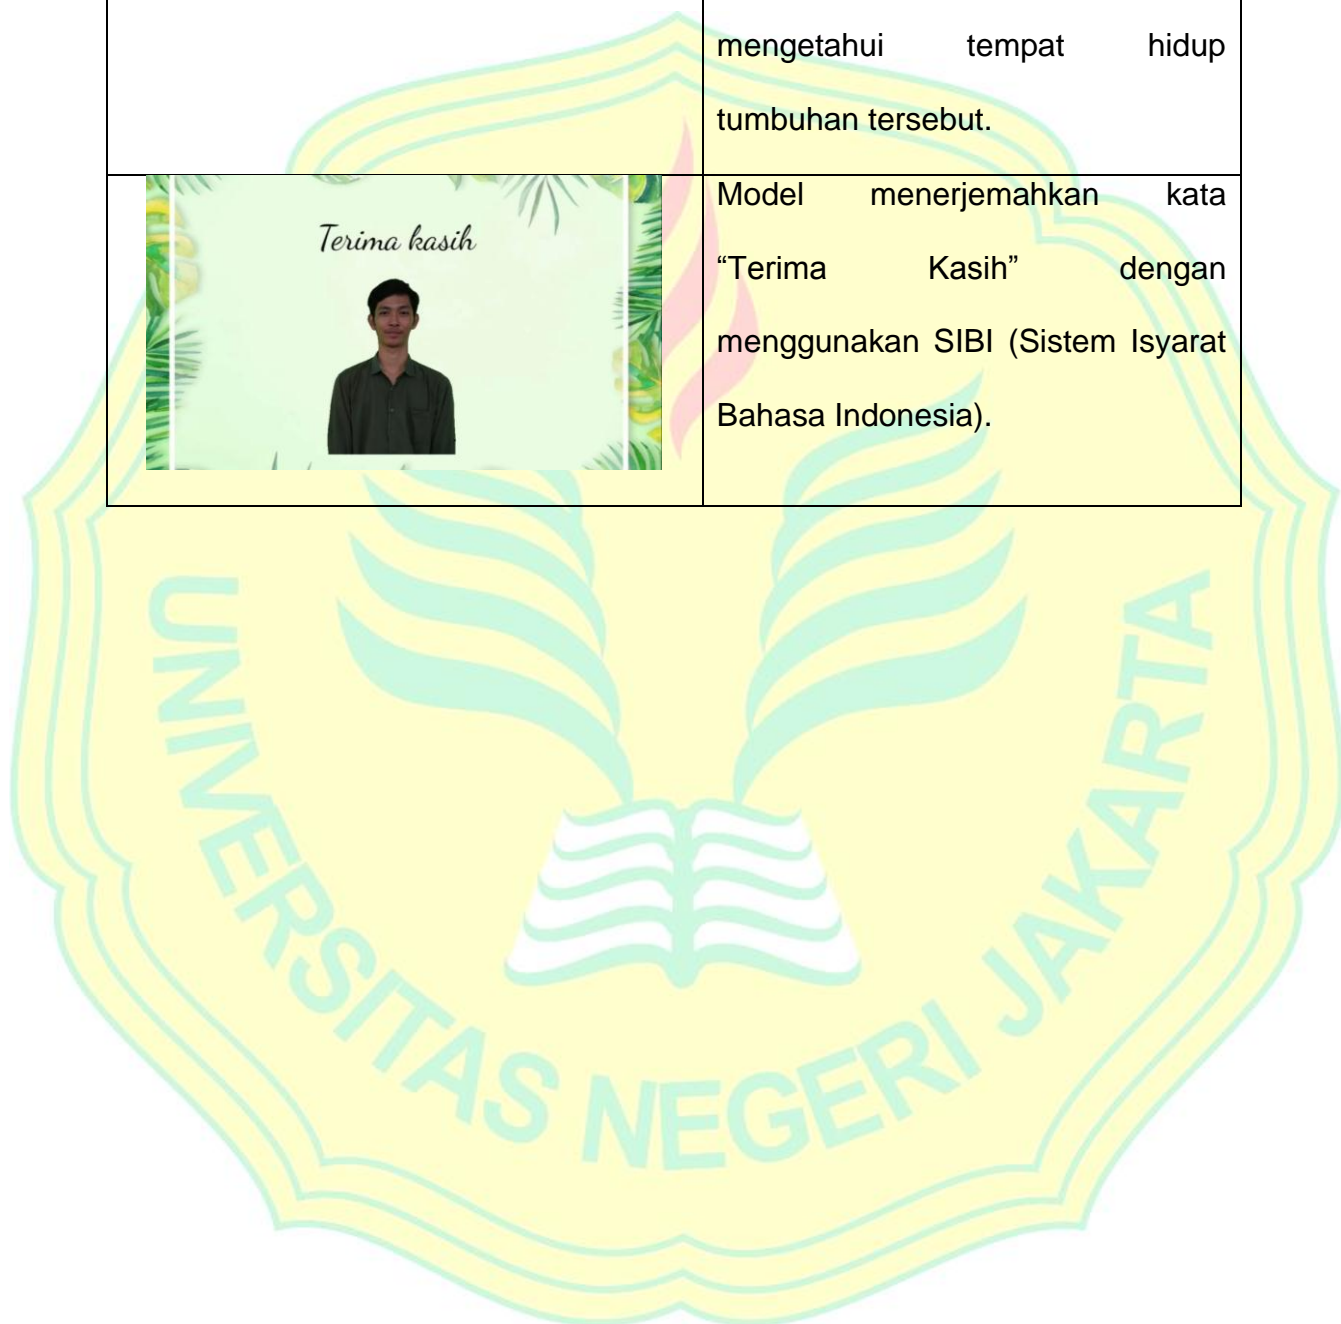 mengetahui tempat hidup
tumbuhan tersebut.
Terima kasih
Model menerjemahkan kata
“Terima Kasih” dengan
menggunakan SIBI (Sistem Isyarat
Bahasa Indonesia).
UNIVERSITAS NEGERI JAKARTA